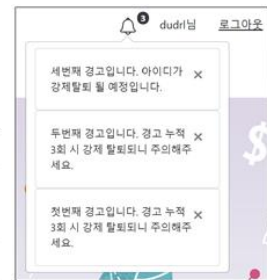 3
dudrl님 로그아웃
세번째 경고입니다. 아이디가 ×
강제탈퇴 될 예정입니다.
두번째 경고입니다. 경고 누적 ×
3회 시 강제 탈퇴되니 주의해주
세요.
첫번째 경고입니다. 경고 누적 ×
3회 시 강제 탈퇴되니 주의해주
세요.
$